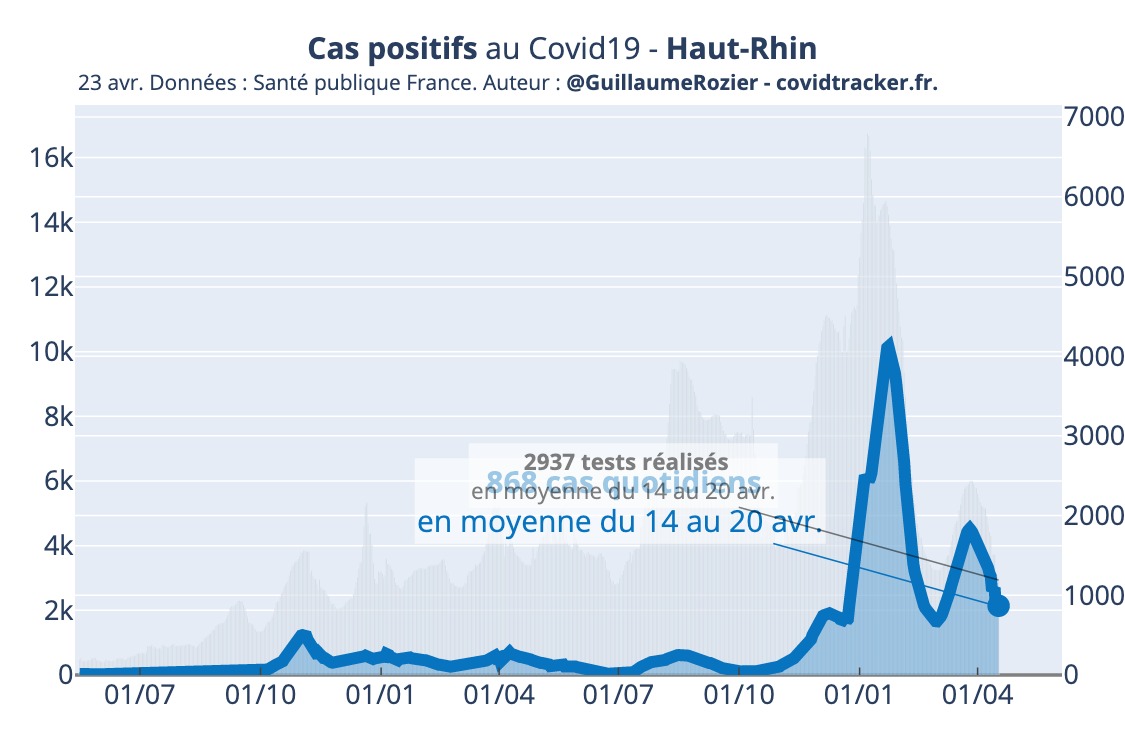 Cas positifs au Covid19 - Haut-Rhin
23 avr. Données : Santé publique France. Auteur : @GuillaumeRozier - covidtracker.fr.
7000
16k
6000
14k
5000
12k
10k
4000
8k
3000
2937 tests réalisés
6k
868 cas quotidiens
en moyenne du 14 au 20 avr.
en moyenne du 14 au 20 avr.
2000
4k
1000
2k
0
0
01/07
01/10
01/01
01/04
01/07
01/10
01/01
01/04